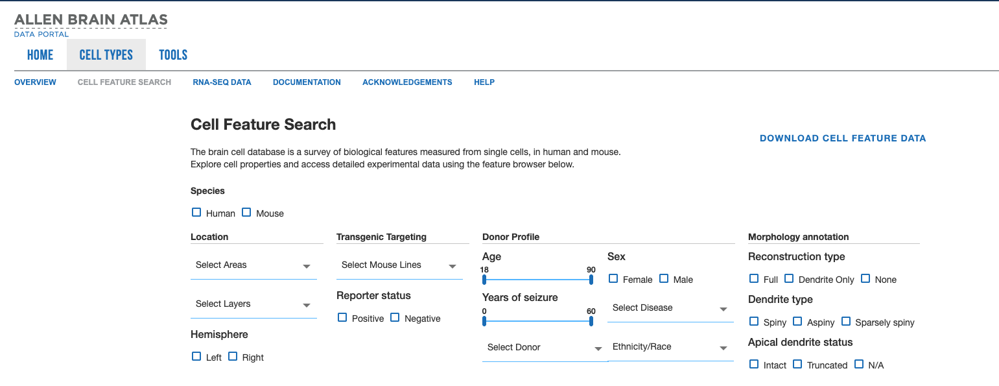 ALLEN BRAIN ATLAS
DATA PORTAL
HOME CELL TYPES TOOLS
OVERVIEW CELL FEATURE SEARCH RNA-SEQ DATA DOCUMENTATION ACKNOWLEDGEMENTS HELP
Cell Feature Search
DOWNLOAD CELL FEATURE DATA
The brain cell database is a survey of biological features measured from single cells, in human and mouse.
Explore cell properties and access detailed experimental data using the feature browser below.
Species
Human Mouse
Location
Select Areas
Select Layers
Hemisphere
Left Right
Transgenic Targeting
Select Mouse Lines
Reporter status
Positive Negative
Donor Profile
Age
18 90
Years of seizure
0 60
Select Donor
Sex
Female Male
Select Disease
Ethnicity/Race
Morphology annotation
Reconstruction type
Full Dendrite Only None
Dendrite type
Spiny Aspiny Sparsely spiny
Apical dendrite status
Intact Truncated N/A